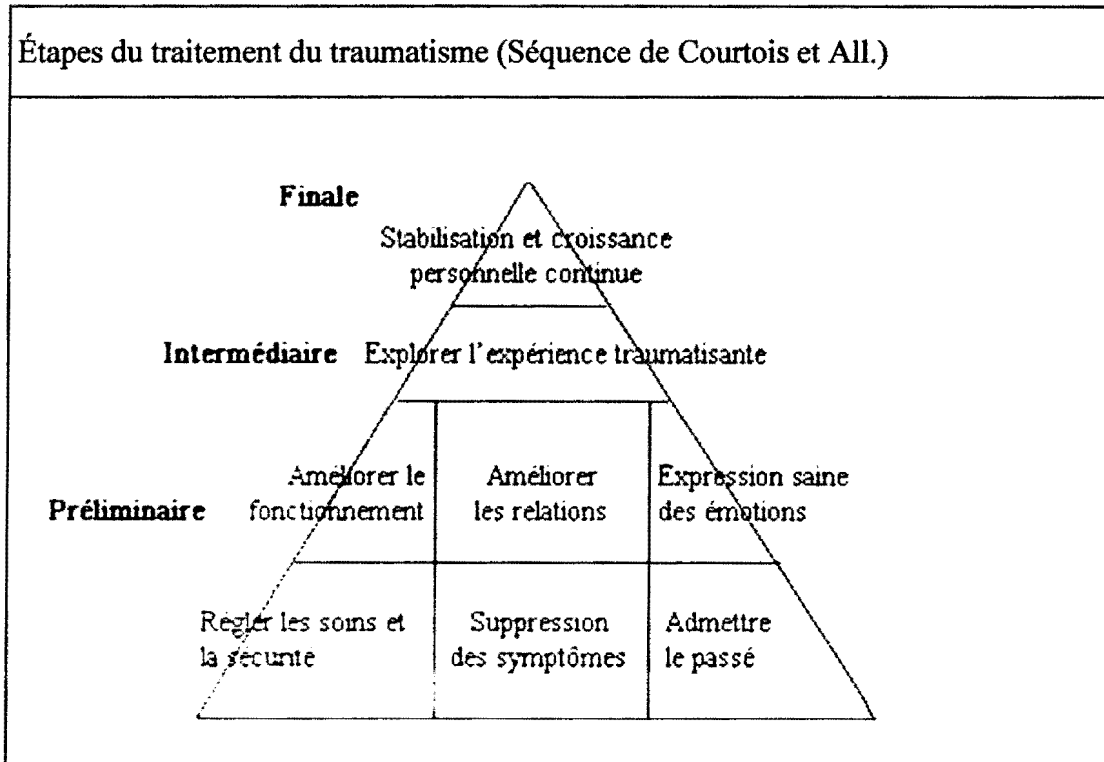 Étapes du traitement du traumatisme (Séquence de Courtois et All.)
Finale
Stabilisation et croissance
personnelle continue
Intermédiaire Explorer l'expérience traumatisante
Préliminaire
Améliorer le
fonctionnement
Améliorer
les relations
Expression saine
des émotions
Régler les soins et
la sécurité
Suppression
des symptômes
Admettre
le passé